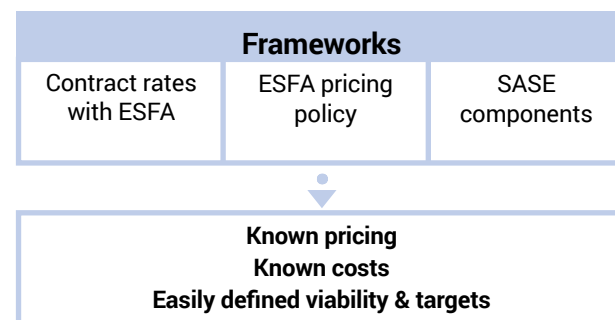 Frameworks
Contract rates
with ESFA
ESFA pricing
policy
SASE
components
Known pricing
Known costs
Easily defined viability & targets